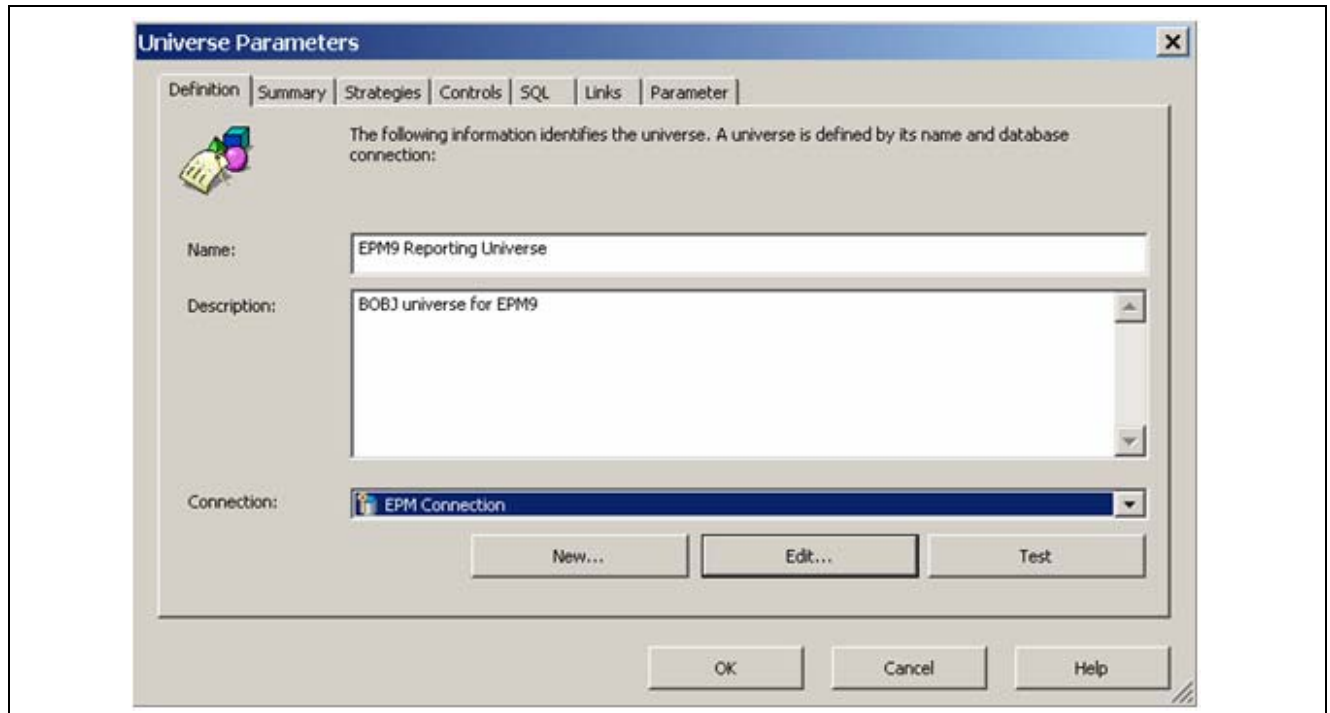 Universe Parameters
Definition Summary Strategies Controls SQL Links Parameter
The following information identifies the universe. A universe is defined by its name and database
connection:
Name: EPM9 Reporting Universe
Description: BOBJ universe for EPM9
Connection: EPM Connection
New... Edit... Test
OK Cancel Help